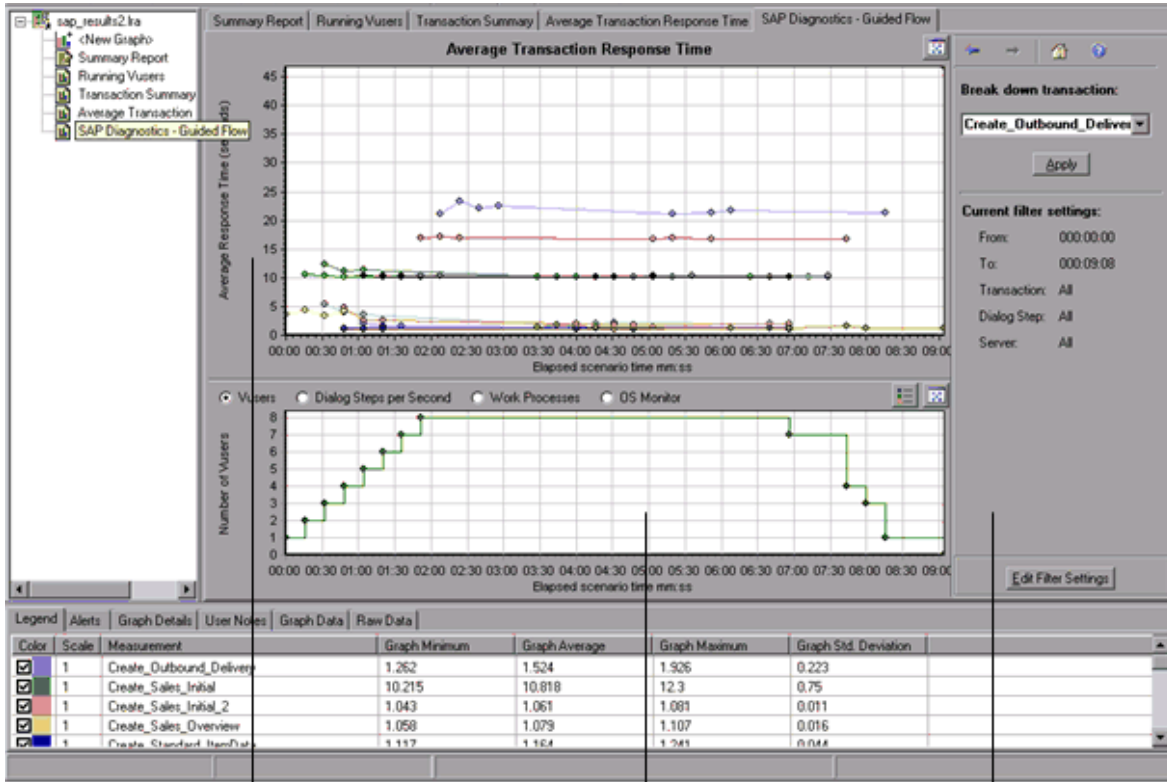 sap_results2.lra
<New Graph>
Summary Report
Running Vusers
Transaction Summary
Average Transaction
SAP Diagnostics - Guided Flow
Summary Report Running Vusers Transaction Summary Average Transaction Response Time SAP Diagnostics - Guided Flow
Average Transaction Response Time
Average Response Time (seconds)
45
40
35
30
25
20
15
10
5
0
00:00 00:30 01:00 01:30 02:00 02:30 03:00 03:30 04:00 04:30 05:00 05:30 06:00 06:30 07:00 07:30 08:00 08:30 09:00
Elapsed scenario time mm:ss
Vusers Dialog Steps per Second Work Processes OS Monitor
Number of Vusers
8
7
6
5
4
3
2
1
0
00:00 00:30 01:00 01:30 02:00 02:30 03:00 03:30 04:00 04:30 05:00 05:30 06:00 06:30 07:00 07:30 08:00 08:30 09:00
Elapsed scenario time mm:ss
Break down transaction:
Create_Outbound_Deliver
Apply
Current filter settings:
From: 000:00:00
To: 000:09:08
Transaction: All
Dialog Step: All
Server: All
Edit Filter Settings
Legend Alerts Graph Details User Notes Graph Data Raw Data
Color Scale Measurement Graph Minimum Graph Average Graph Maximum Graph Std. Deviation
1 Create_Outbound_Delivery 1.262 1.524 1.926 0.223
1 Create_Sales_Initial 10.215 10.818 12.3 0.75
1 Create_Sales_Initial_2 1.043 1.061 1.081 0.011
1 Create_Sales_Overview 1.058 1.079 1.107 0.016
1 Create_Standard_ItemData 1.117 1.164 1.241 0.044